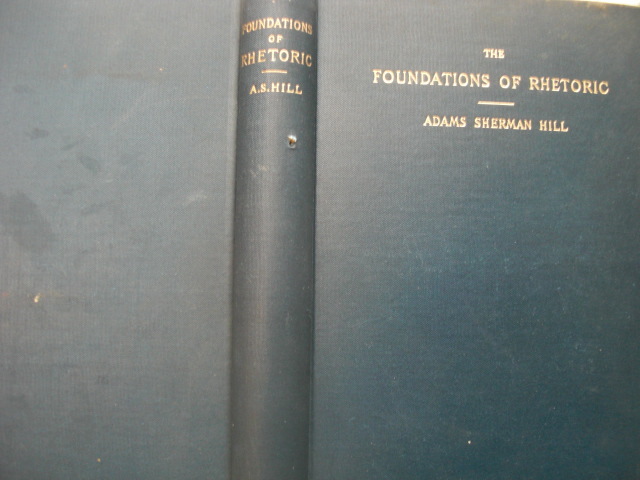 FOUNDATIONS
OF
RHETORIC
A.S.HILL
THE
FOUNDATIONS OF RHETORIC
ADAMS SHERMAN HILL